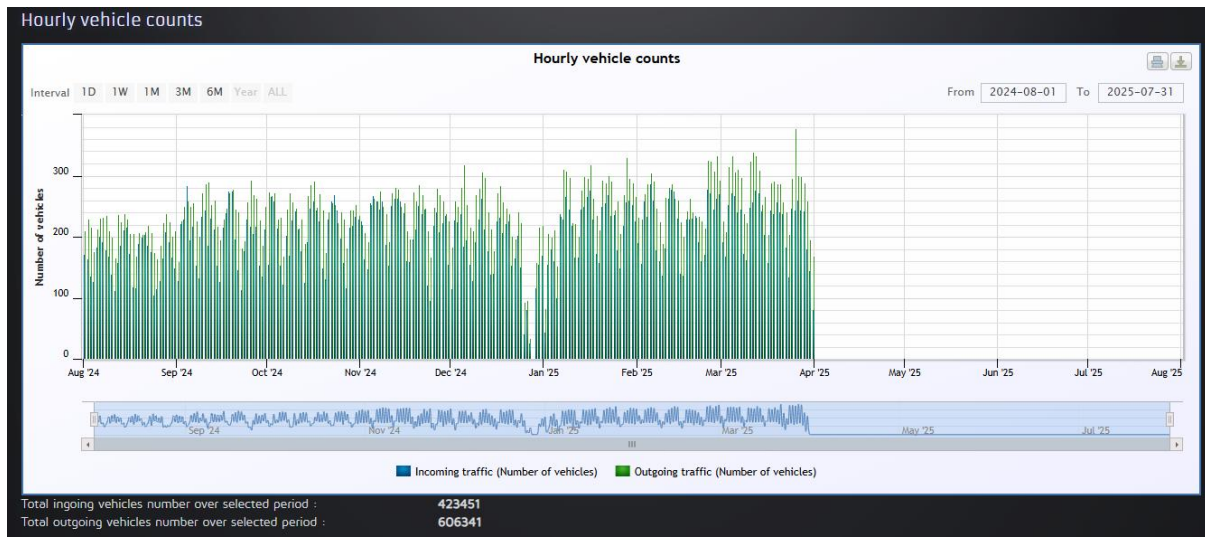 Hourly vehicle counts
Hourly vehicle counts
Interval 1D 1W 1M 3M 6M Year ALL From 2024-08-01 To 2025-07-31
Number of vehicles
300
200
100
0
Aug '24 Sep '24 Oct '24 Nov '24 Dec '24 Jan '25 Feb '25 Mar '25 Apr '25 May '25 Jun '25 Jul '25 Aug '25
Sep '24 Nov '24 Jan '25 Mar '25 May '25 Jul '25
Incoming traffic (Number of vehicles) Outgoing traffic (Number of vehicles)
Total ingoing vehicles number over selected period : 423451
Total outgoing vehicles number over selected period : 606341